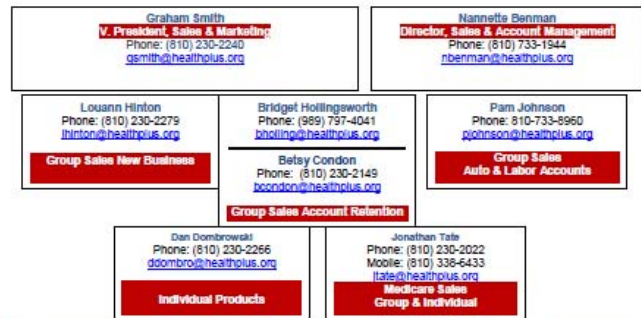 Graham Smith
V. President, Sales & Marketing
Phone: (810) 230-2240
gsmith@healthplus.org
Nannette Benman
Director, Sales & Account Management
Phone: (810) 733-1944
nbenman@healthplus.org
Louann Hinton
Phone: (810) 230-2279
lhinton@healthplus.org
Group Sales New Business
Bridget Hollingsworth
Phone: (989) 797-4041
bholling@healthplus.org
Betsy Condon
Phone: (810) 230-2149
bcondon@healthplus.org
Group Sales Account Retention
Pam Johnson
Phone: 810-733-8960
pjohnson@healthplus.org
Group Sales
Auto & Labor Accounts
Dan Dombrowski
Phone: (810) 230-2266
ddombro@healthplus.org
Individual Products
Jonathan Tate
Phone: (810) 230-2022
Mobile: (810) 338-6433
jtate@healthplus.org
Medicare Sales
Group & Individual